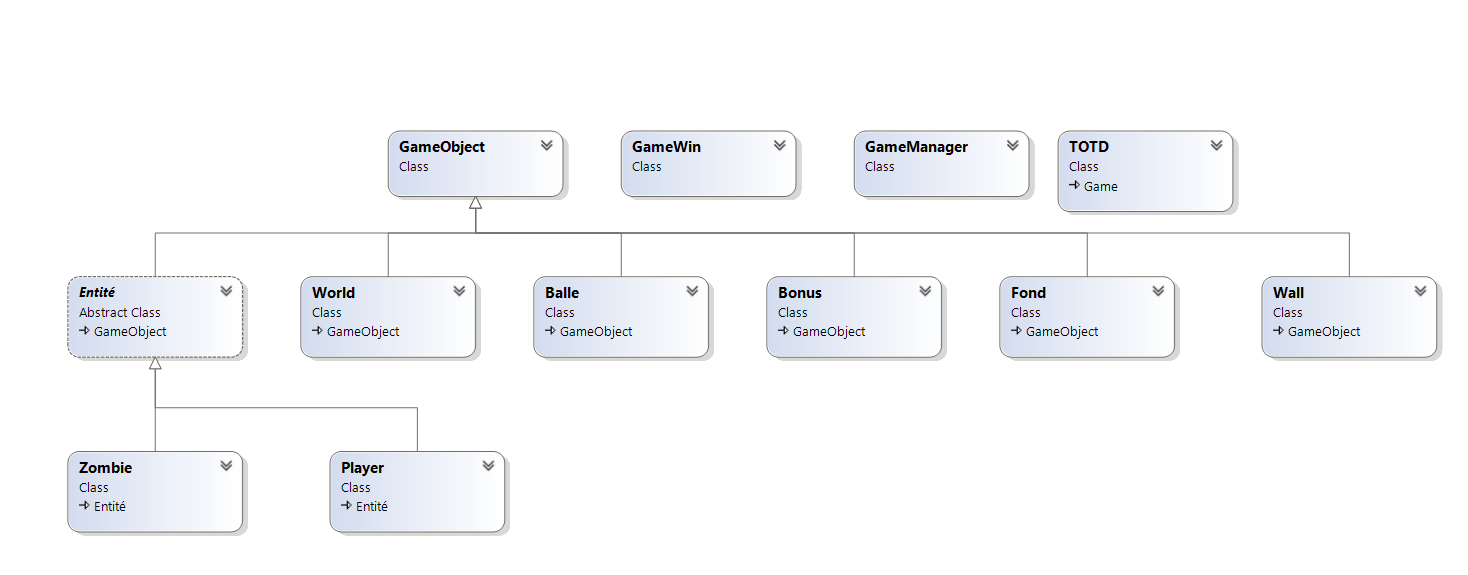 GameObject
Class
GameWin
Class
GameManager
Class
TOTD
Class
Game
Entité
Abstract Class
GameObject
World
Class
GameObject
Balle
Class
GameObject
Bonus
Class
GameObject
Fond
Class
GameObject
Wall
Class
GameObject
Zombie
Class
Entité
Player
Class
Entité